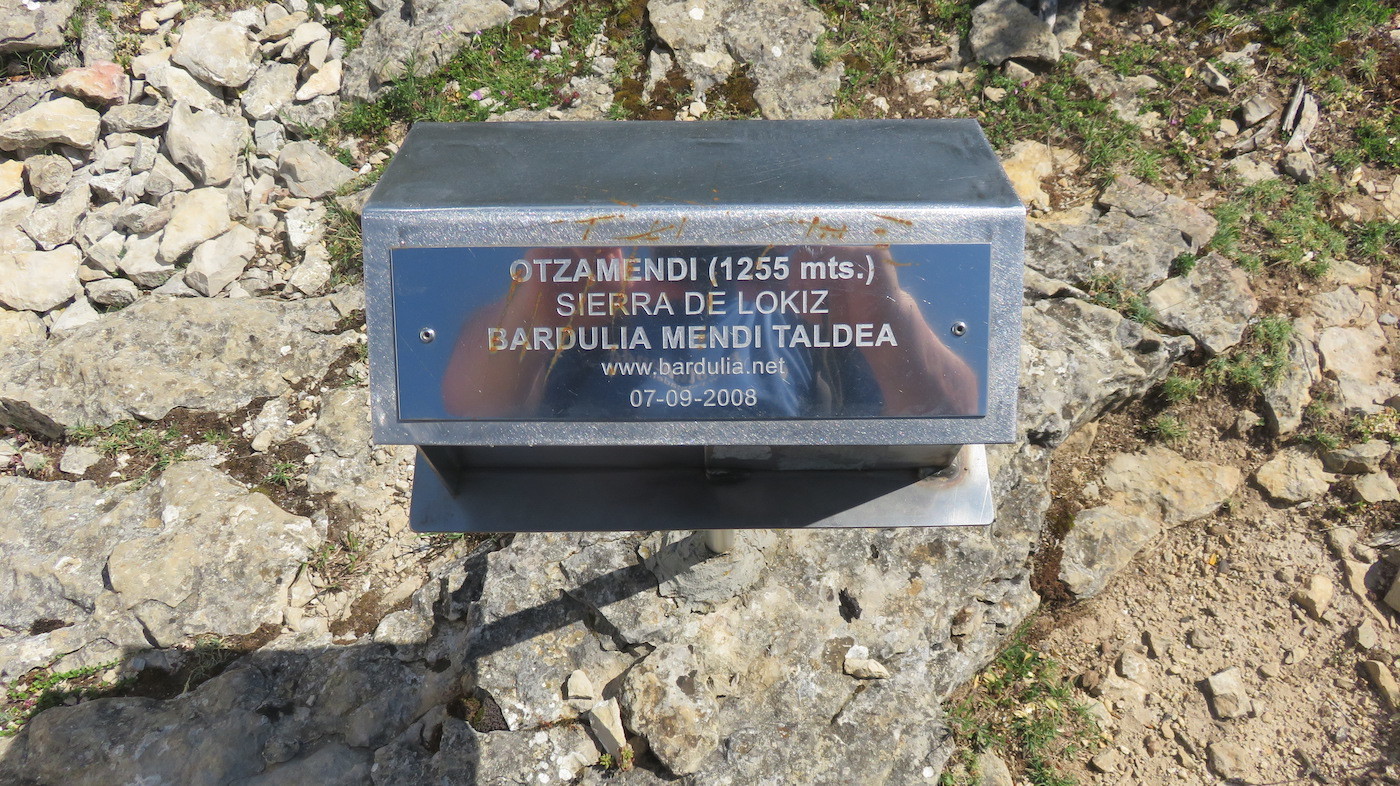 OTZAMENDI (1255 mts.)
SIERRA DE LOKIZ
BARDULIA MENDI TALDEA
www.bardulia.net
07-09-2008